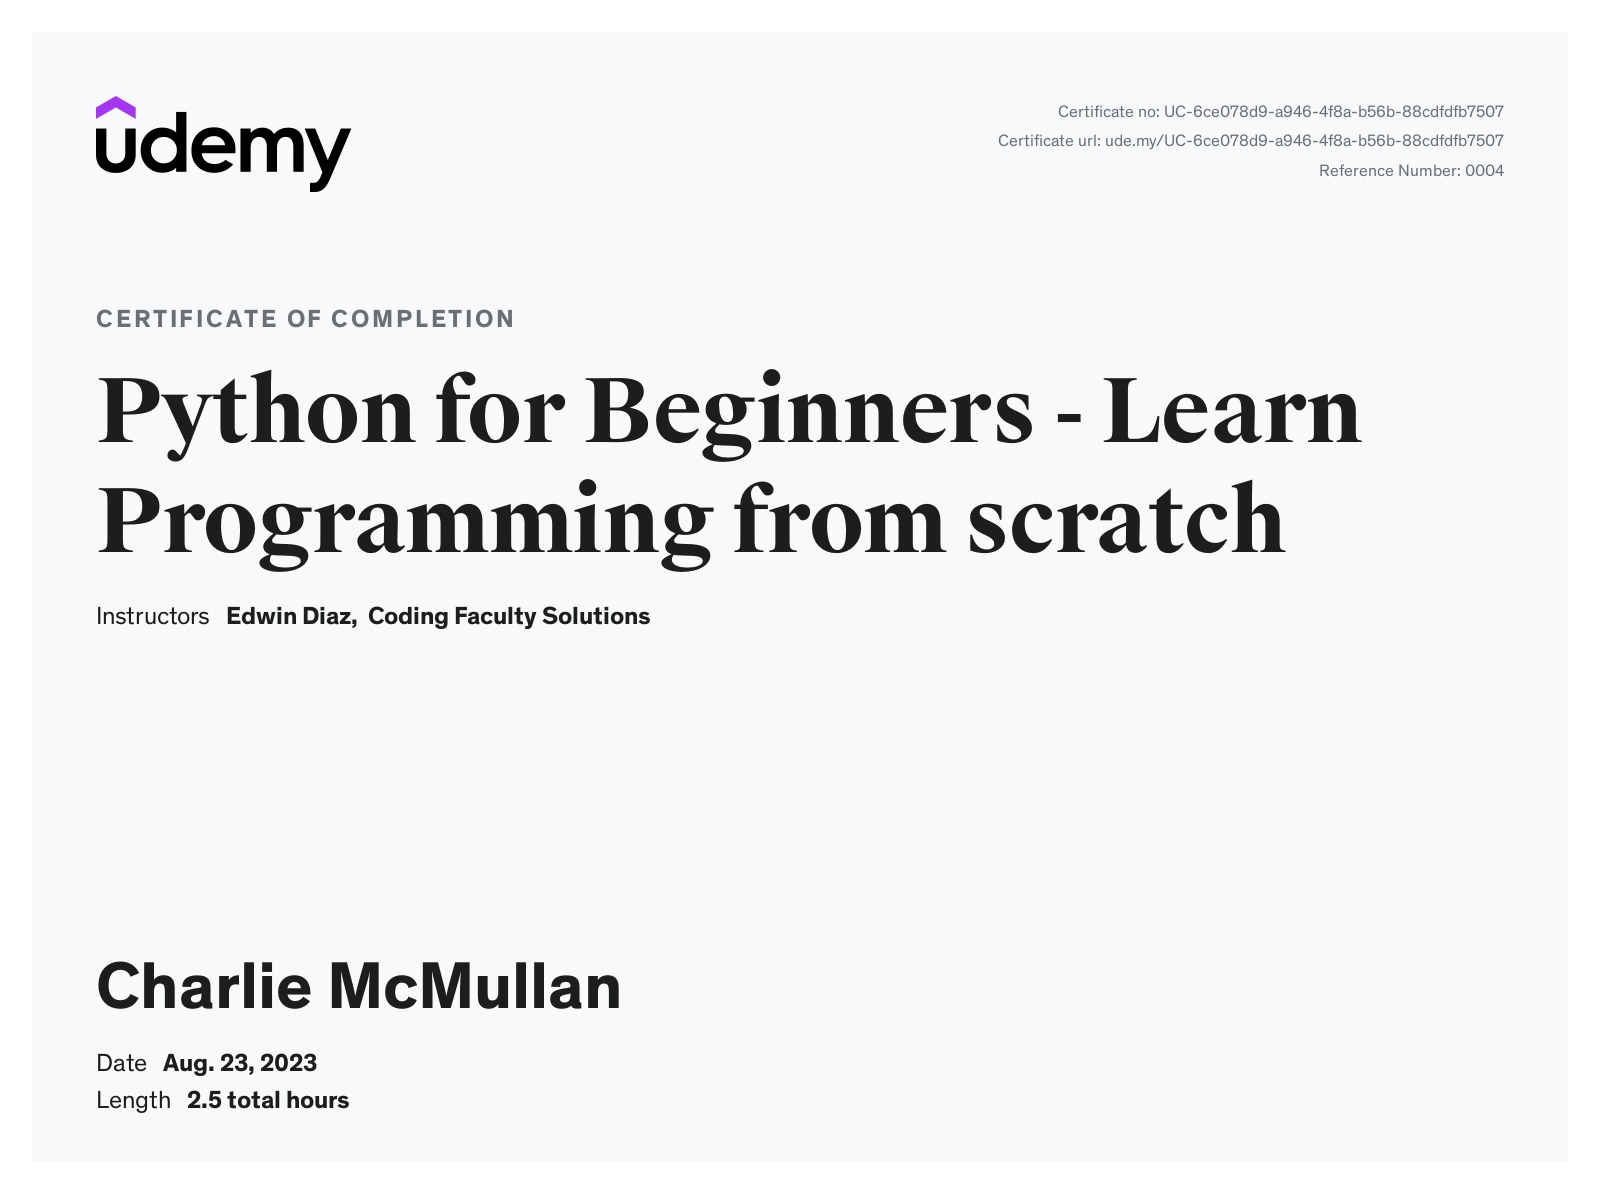 udemy
Certificate no: UC-6ce078d9-a946-4f8a-b56b-88cdfdfb7507
Certificate url: ude.my/UC-6ce078d9-a946-4f8a-b56b-88cdfdfb7507
Reference Number: 0004
CERTIFICATE OF COMPLETION
Python for Beginners - Learn
Programming from scratch
Instructors Edwin Diaz, Coding Faculty Solutions
Charlie McMullan
Date Aug. 23, 2023
Length 2.5 total hours